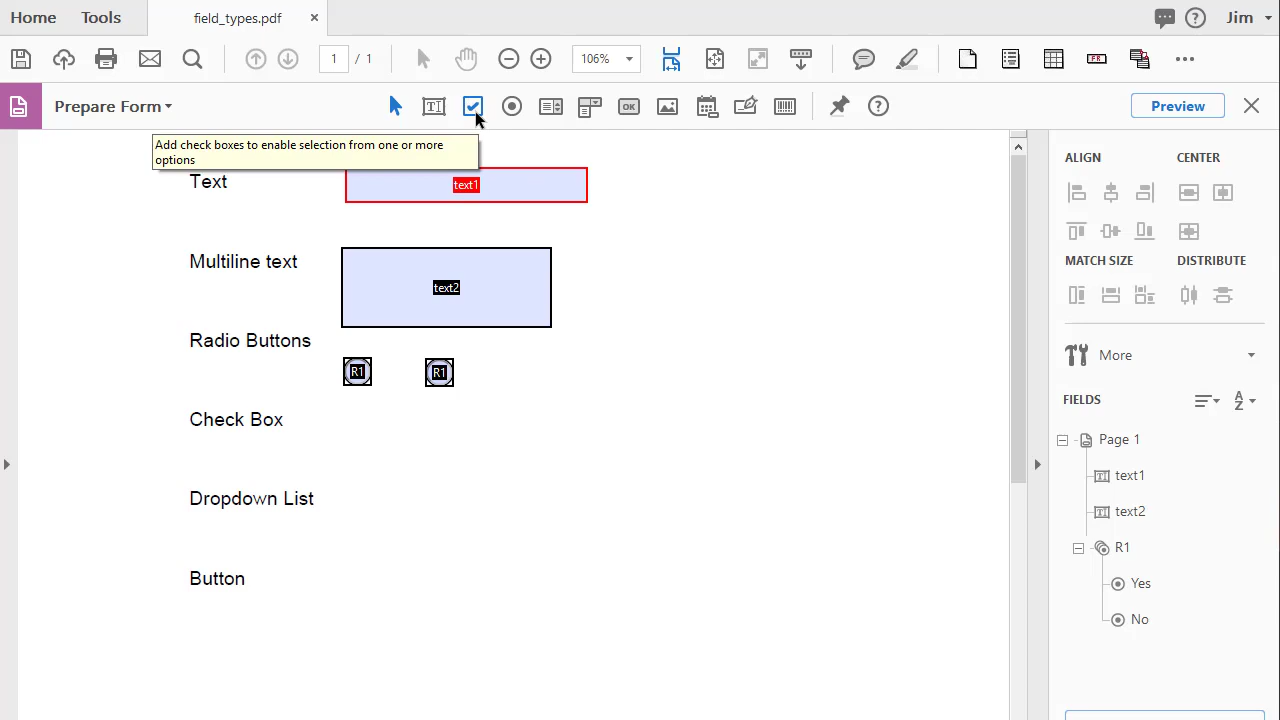 Home
Tools
field_types.pdf
Jim
1
/ 1
106%
Prepare Form
OK
Preview
Add check boxes to enable selection from one or more
options
Text
text1
Multiline text
text2
Radio Buttons
R1
R1
Check Box
Dropdown List
Button
ALIGN
CENTER
MATCH SIZE
DISTRIBUTE
More
FIELDS
Page 1
text1
text2
R1
Yes
No